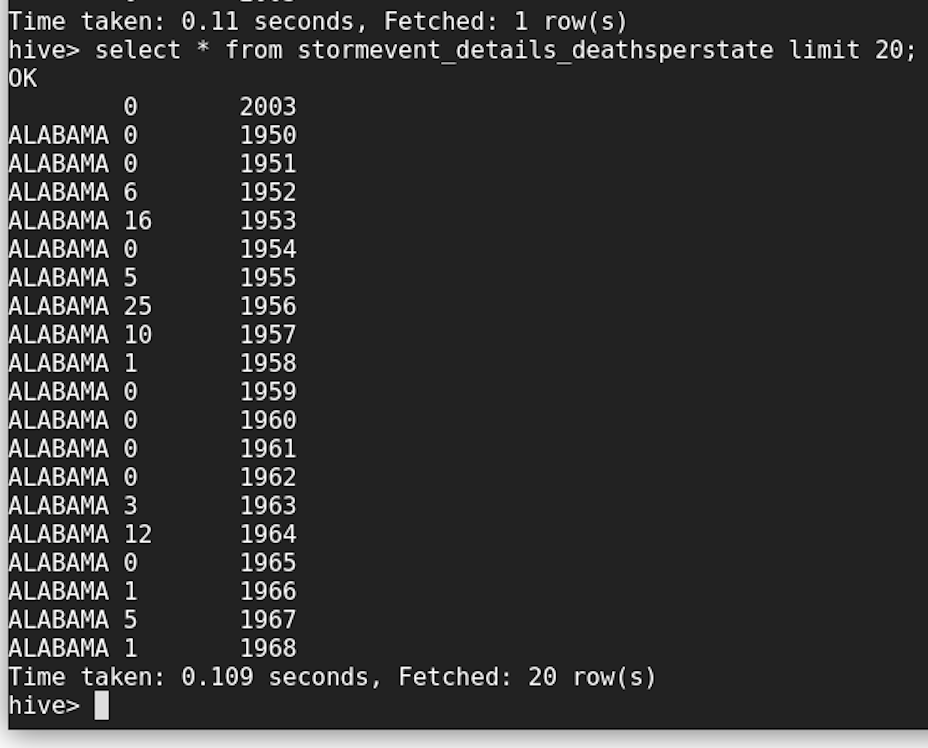 Time taken: 0.11 seconds, Fetched: 1 row(s)
hive> select * from stormevent_details_deathsperstate limit 20;
OK
        0       2003
ALABAMA 0       1950
ALABAMA 0       1951
ALABAMA 6       1952
ALABAMA 16      1953
ALABAMA 0       1954
ALABAMA 5       1955
ALABAMA 25      1956
ALABAMA 10      1957
ALABAMA 1       1958
ALABAMA 0       1959
ALABAMA 0       1960
ALABAMA 0       1961
ALABAMA 0       1962
ALABAMA 3       1963
ALABAMA 12      1964
ALABAMA 0       1965
ALABAMA 1       1966
ALABAMA 5       1967
ALABAMA 1       1968
Time taken: 0.109 seconds, Fetched: 20 row(s)
hive>